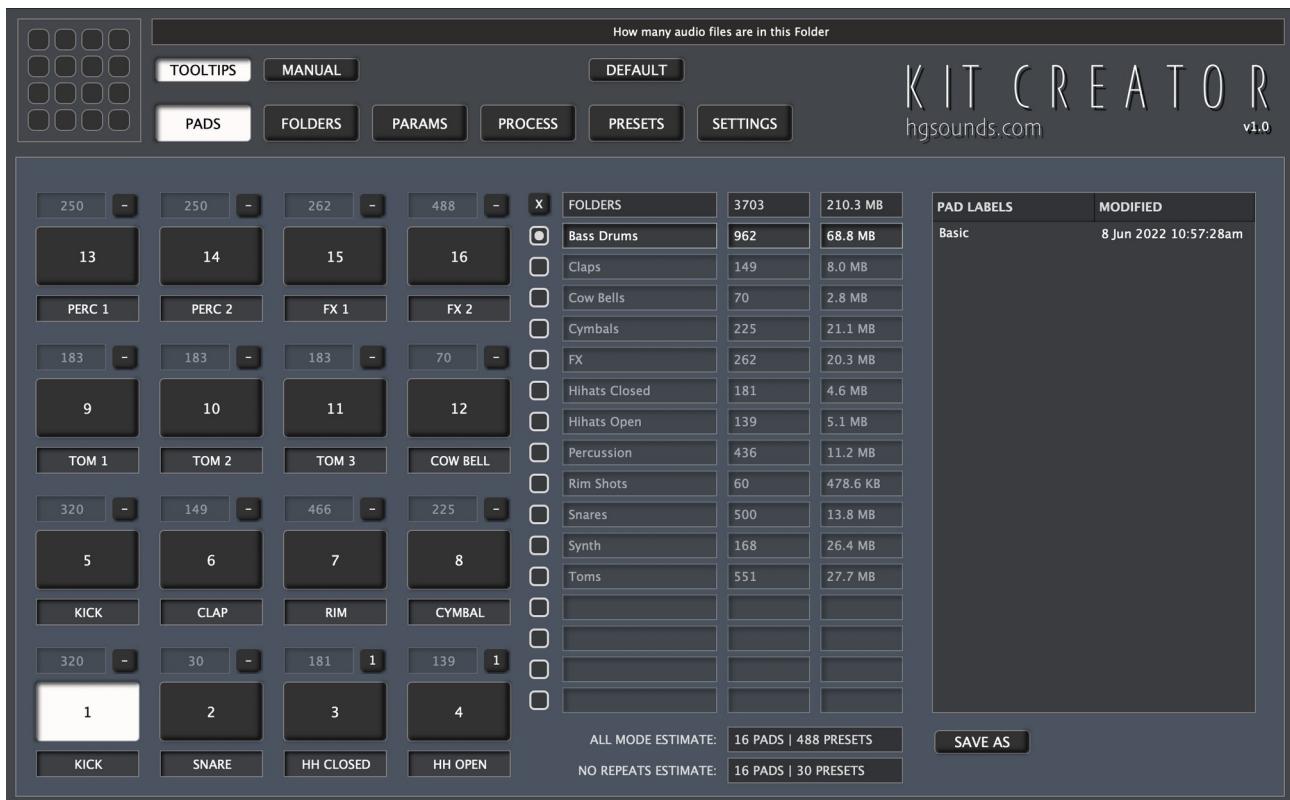 How many audio files are in this Folder
TOOLTIPS MANUAL DEFAULT
KIT CREATOR
PADS FOLDERS PARAMS PROCESS PRESETS SETTINGS
hgsounds.com v1.0
250 - 250 - 262 - 488 -
13 14 15 16
PERC 1 PERC 2 FX 1 FX 2
183 - 183 - 183 - 70 -
9 10 11 12
TOM 1 TOM 2 TOM 3 COW BELL
320 - 149 - 466 - 225 -
5 6 7 8
KICK CLAP RIM CYMBAL
320 - 30 - 181 1 139 1
1 2 3 4
KICK SNARE HH CLOSED HH OPEN
X FOLDERS 3703 210.3 MB
Bass Drums 962 68.8 MB
Claps 149 8.0 MB
Cow Bells 70 2.8 MB
Cymbals 225 21.1 MB
FX 262 20.3 MB
Hihats Closed 181 4.6 MB
Hihats Open 139 5.1 MB
Percussion 436 11.2 MB
Rim Shots 60 478.6 KB
Snares 500 13.8 MB
Synth 168 26.4 MB
Toms 551 27.7 MB
ALL MODE ESTIMATE: 16 PADS | 488 PRESETS
NO REPEATS ESTIMATE: 16 PADS | 30 PRESETS
PAD LABELS MODIFIED
Basic 8 Jun 2022 10:57:28am
SAVE AS